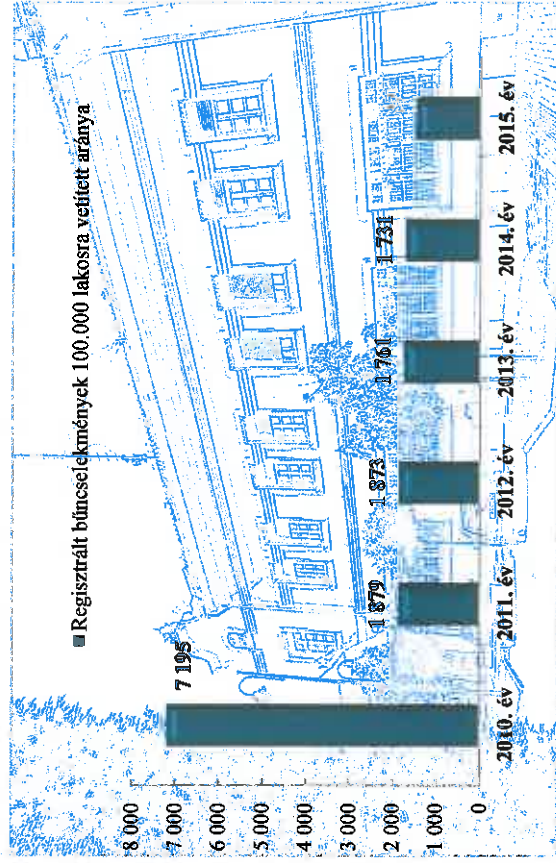 ■ Regisztrált bűncselekmények 100.000 lakosra vetített aránya
8 000
7 000
6 000
5 000
4 000
3 000
2 000
1 000
0
7 195
1 879
1 873
1 761
1 731
2010. év
2011. év
2012. év
2013. év
2014. év
2015. év